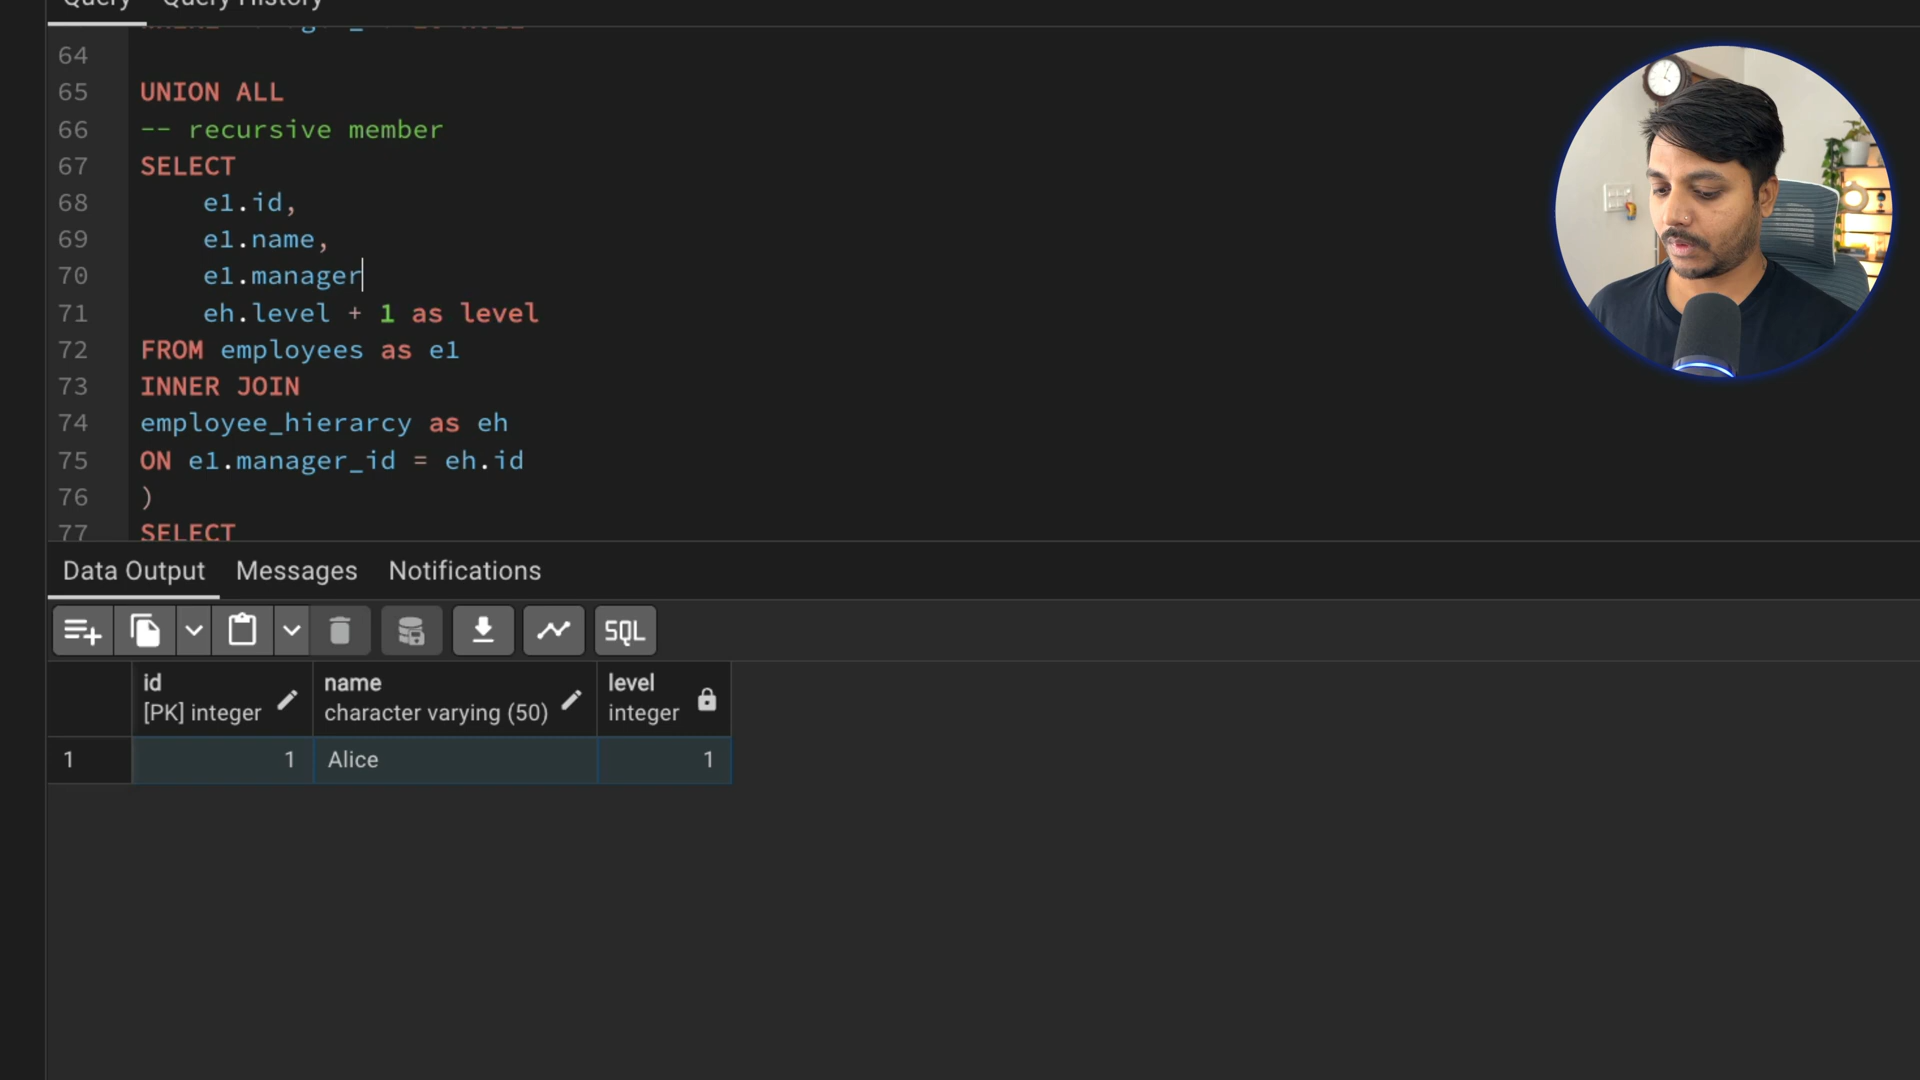 Query Query History
64
65 UNION ALL
66 -- recursive member
67 SELECT
68 e1.id,
69 e1.name,
70 e1.manager
71 eh.level + 1 as level
72 FROM employees as e1
73 INNER JOIN
74 employee_hierarcy as eh
75 ON e1.manager_id = eh.id
76 )
77 SELECT
Data Output Messages Notifications
SQL
id name level
[PK] integer character varying (50) integer
1 1 Alice 1